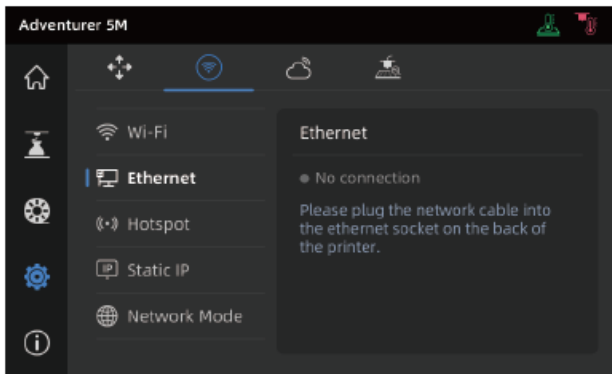 Adventurer 5M
Wi-Fi
Ethernet
Hotspot
IP
Static IP
Network Mode
Ethernet
No connection
Please plug the network cable into
the ethernet socket on the back of
the printer.